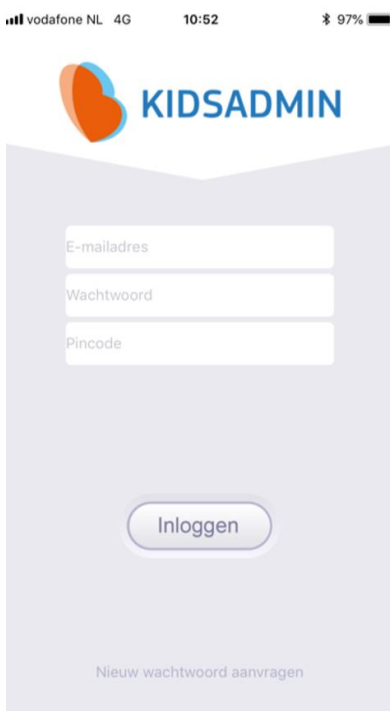 vodafone NL 4G 10:52 97%
KIDSADMIN
E-mailadres
Wachtwoord
Pincode
Inloggen
Nieuw wachtwoord aanvragen